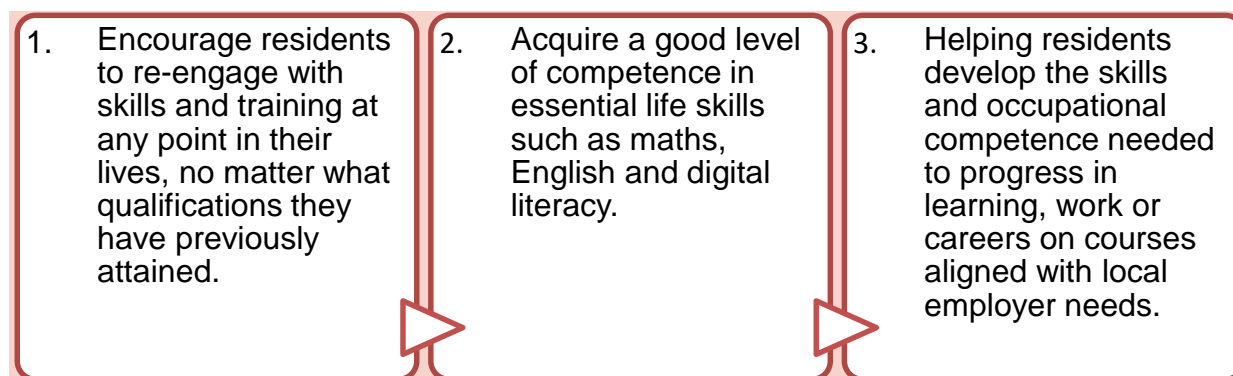 1. Encourage residents
to re-engage with
skills and training at
any point in their
lives, no matter what
qualifications they
have previously
attained.
2. Acquire a good level
of competence in
essential life skills
such as maths,
English and digital
literacy.
3. Helping residents
develop the skills
and occupational
competence needed
to progress in
learning, work or
careers on courses
aligned with local
employer needs.